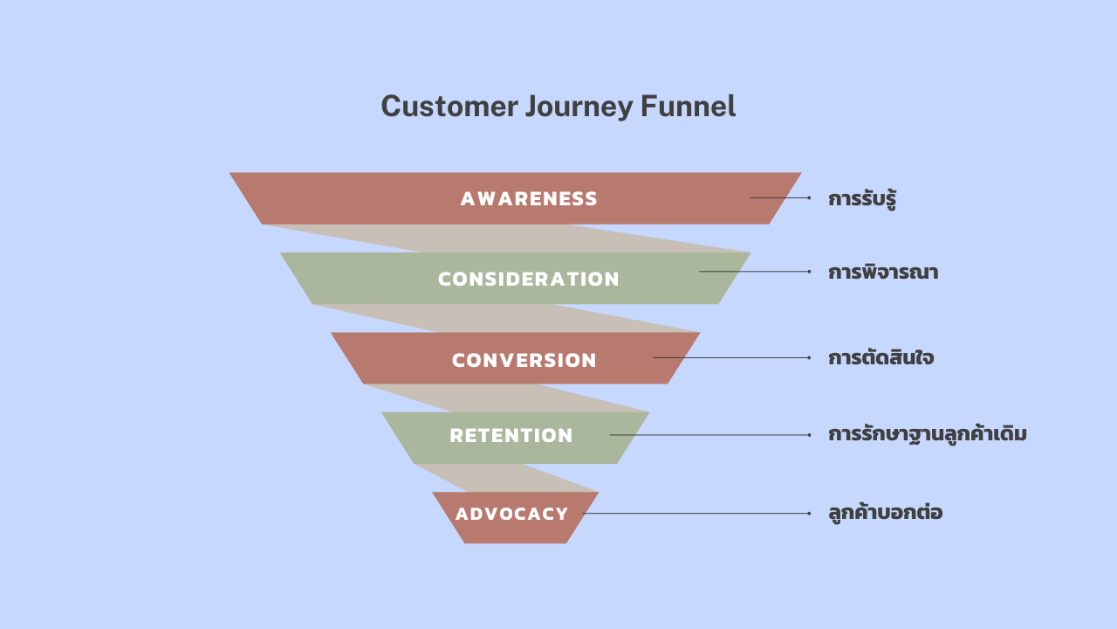 Customer Journey Funnel
AWARENESS
การรับรู้
CONSIDERATION
การพิจารณา
CONVERSION
การตัดสินใจ
RETENTION
การรักษาฐานลูกค้าเดิม
ADVOCACY
ลูกค้าบอกต่อ